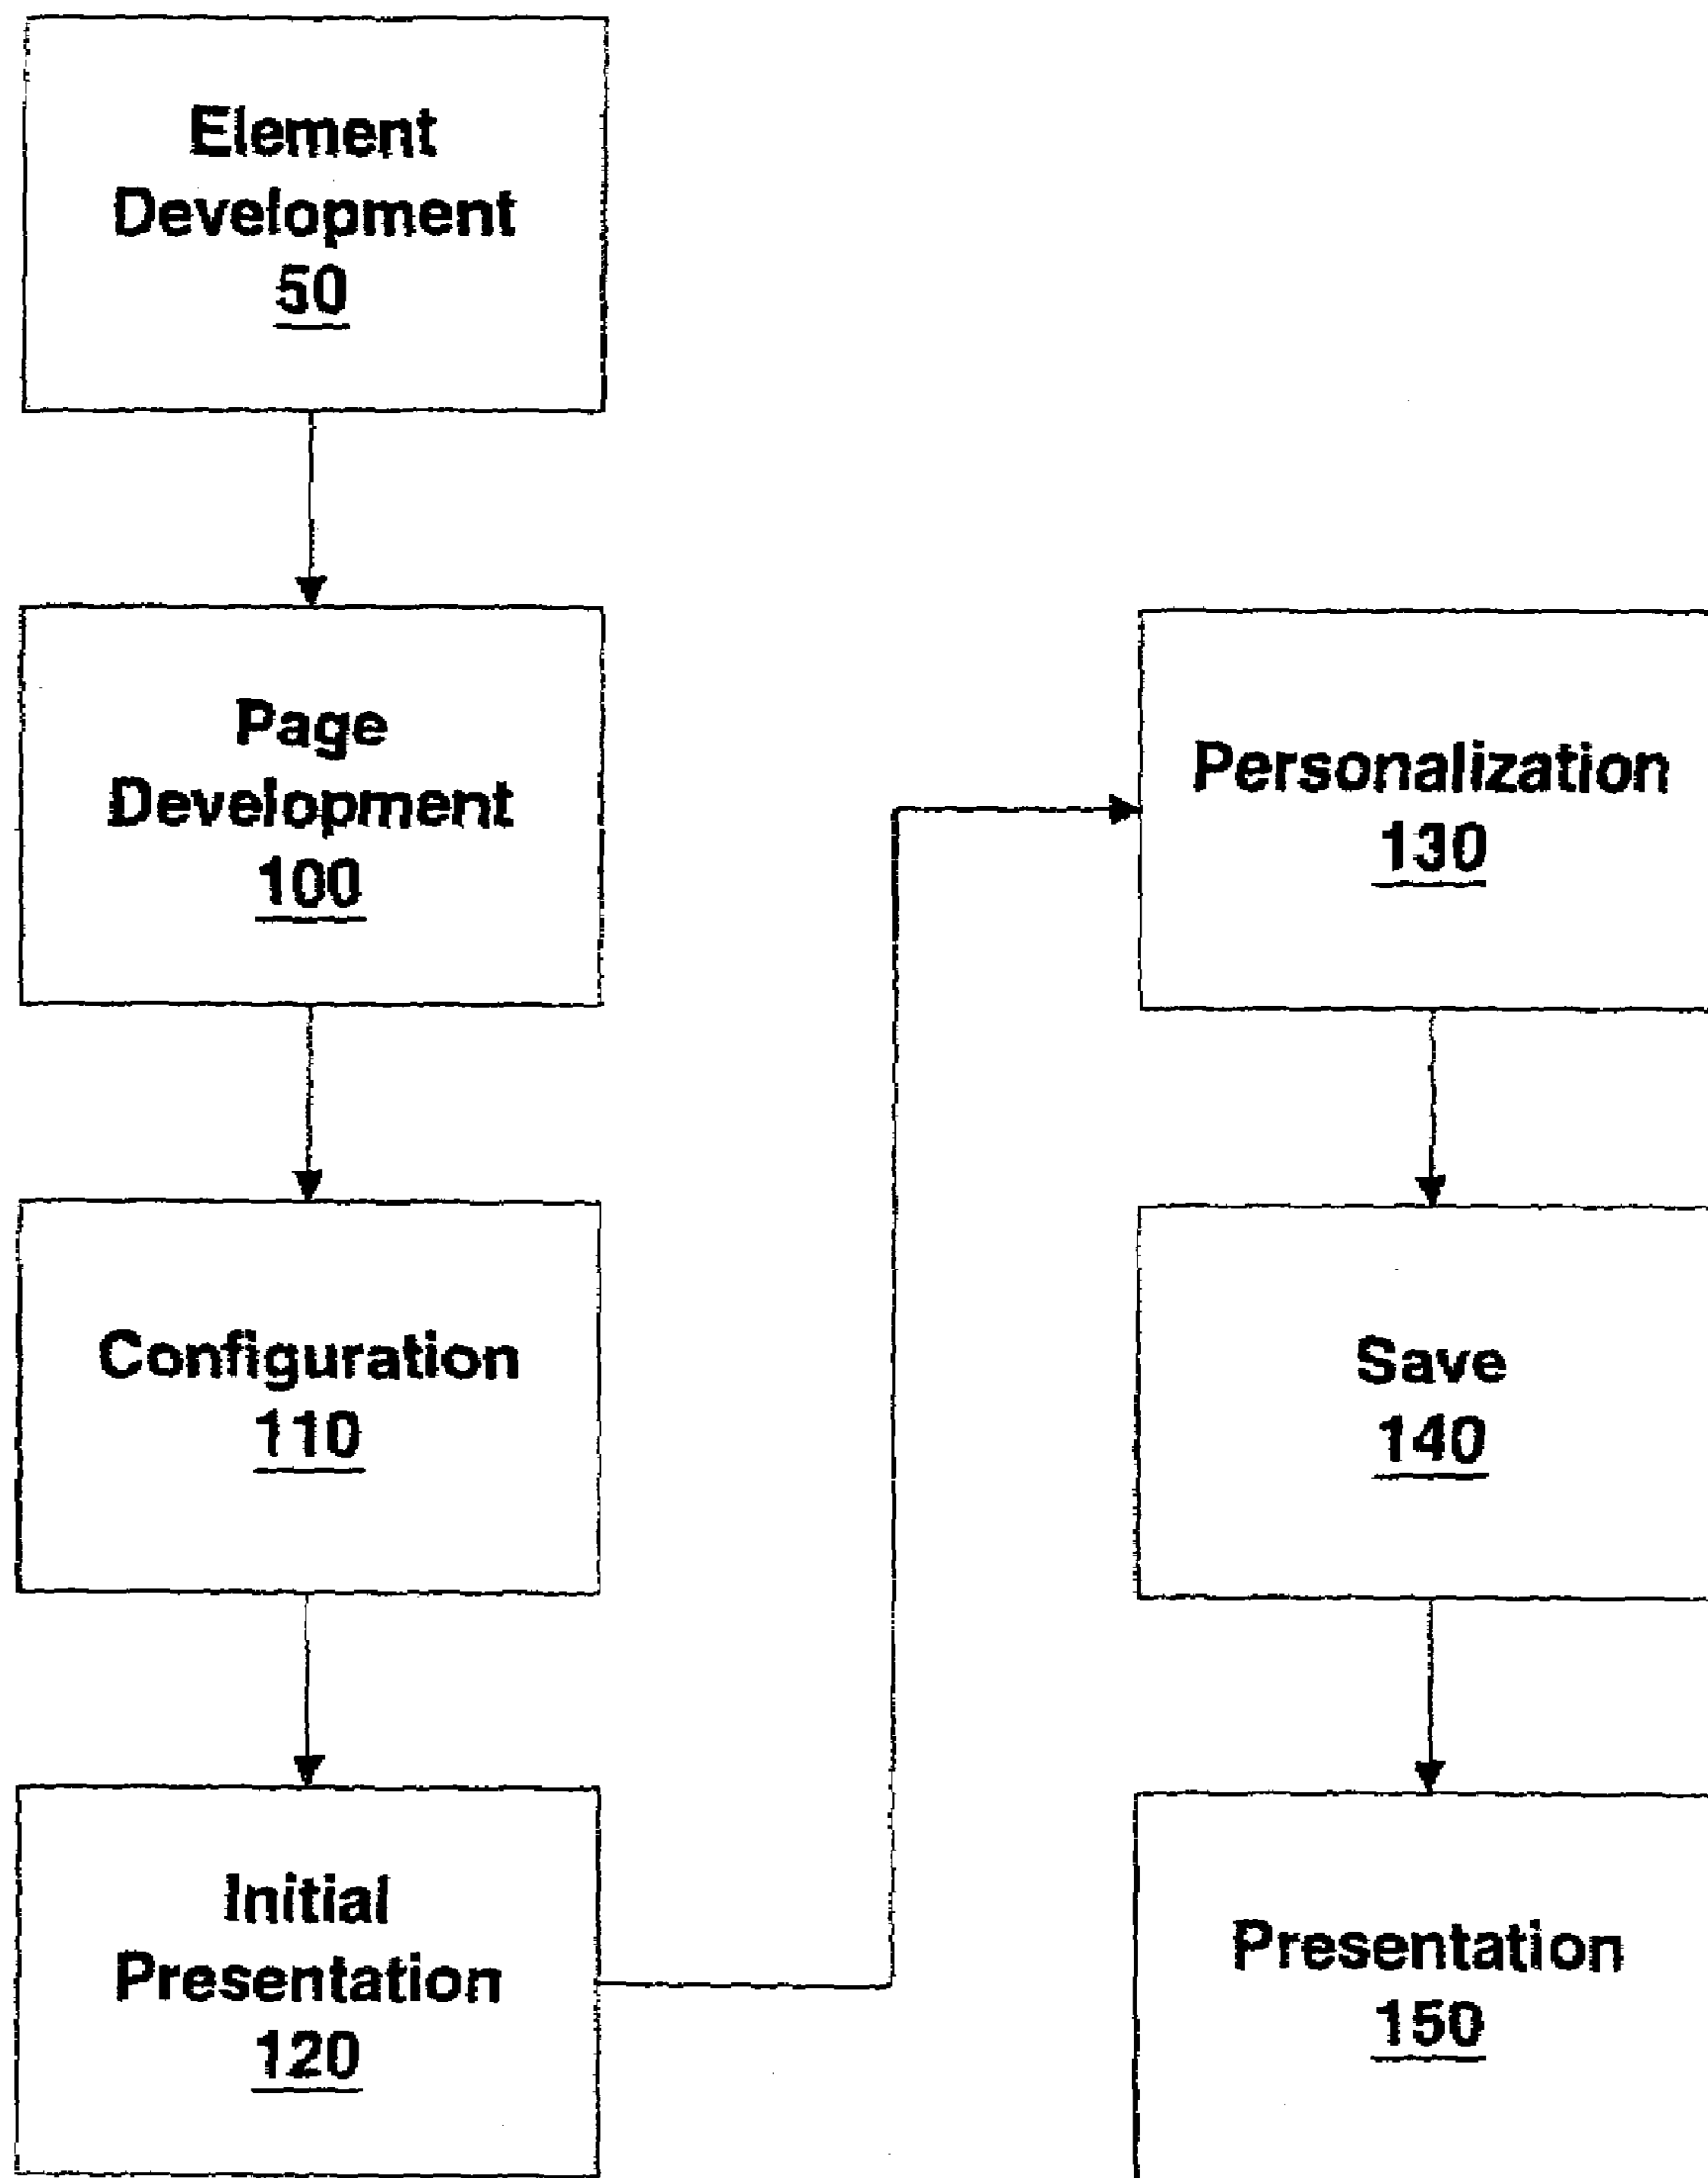 Element
Development
50
Page
Development
100
Configuration
110
Initial
Presentation
120
Personalization
130
Save
140
Presentation
150